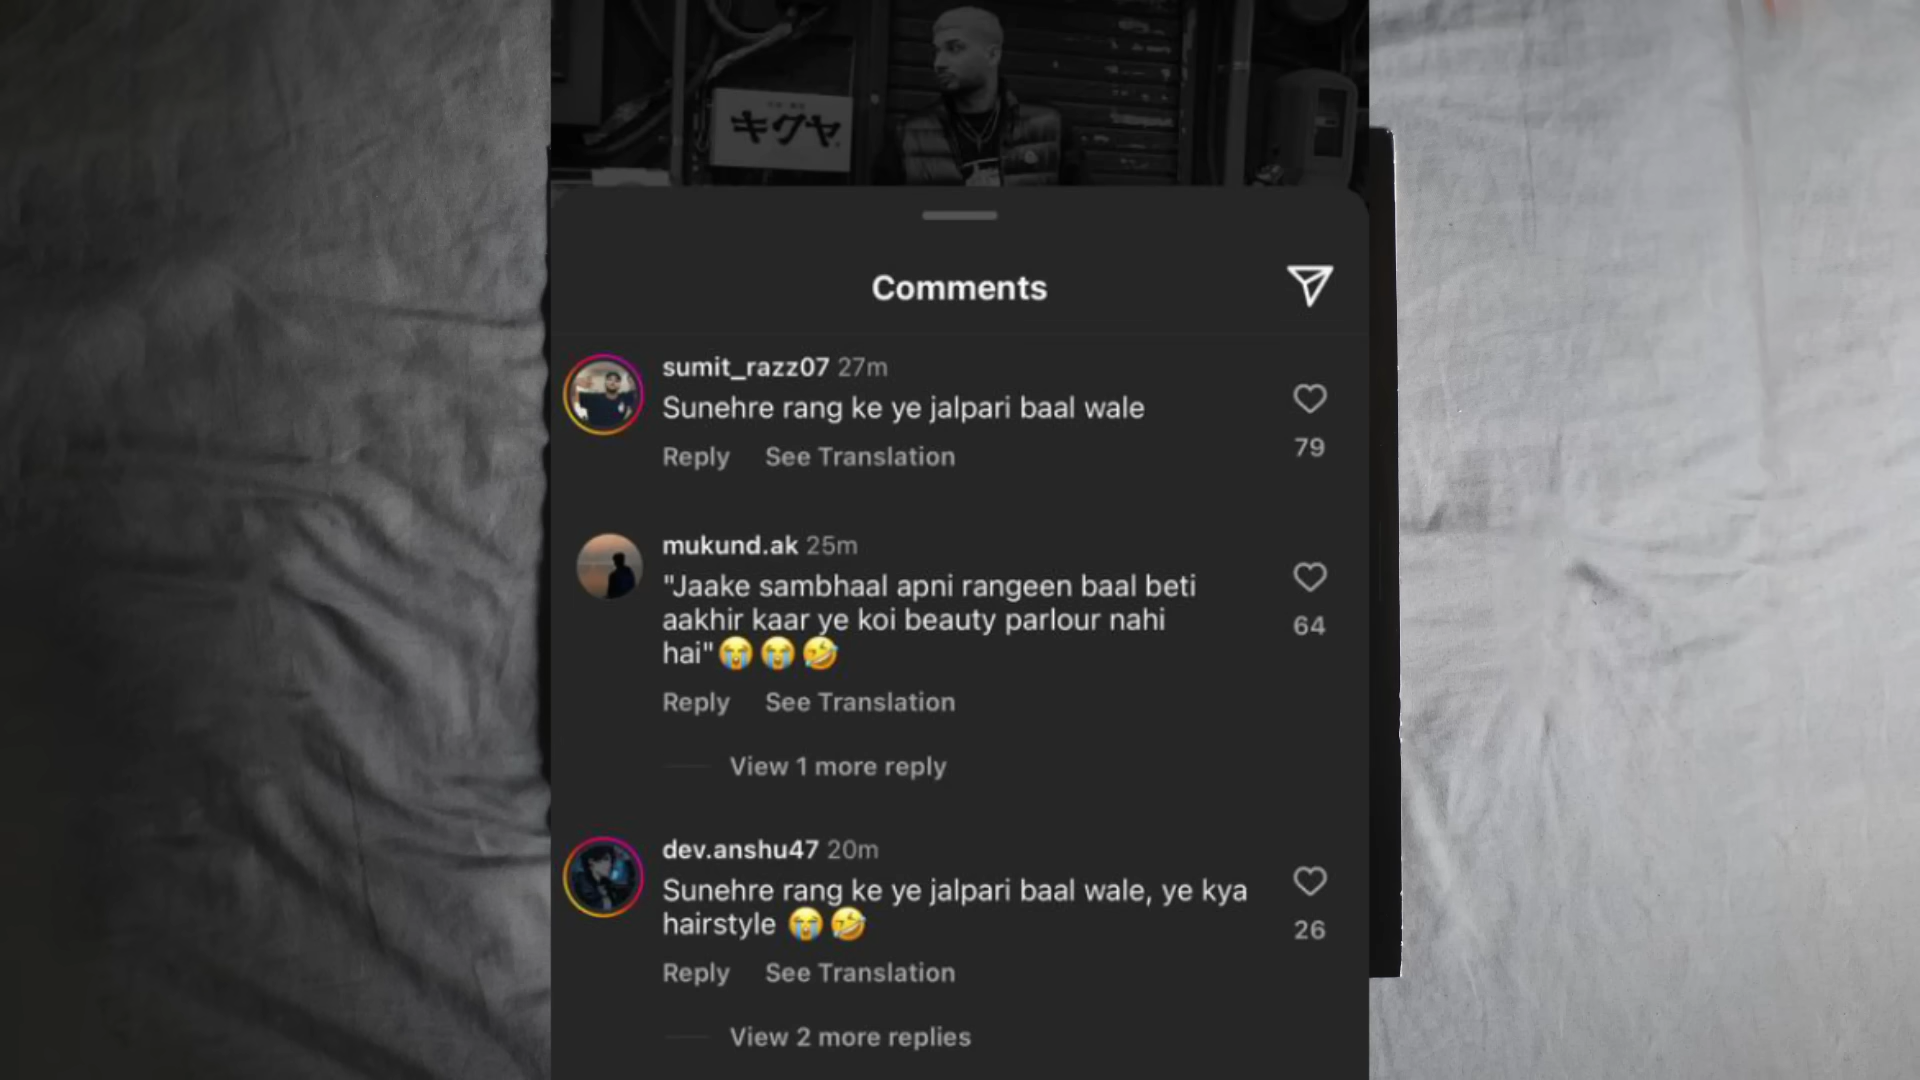 キクヤ
Comments
sumit_razz07 27m
Sunehre rang ke ye jalpari baal wale
79
Reply See Translation
mukund.ak 25m
"Jaake sambhaal apni rangeen baal beti
aakhir kaar ye koi beauty parlour nahi
hai"😭😭🤣
64
Reply See Translation
View 1 more reply
dev.anshu47 20m
Sunehre rang ke ye jalpari baal wale, ye kya
hairstyle 😭🤣
26
Reply See Translation
View 2 more replies